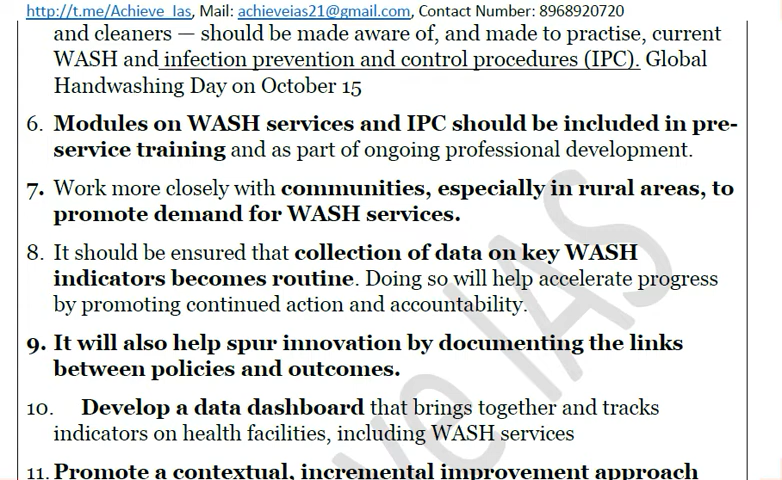 http://t.me/Achieve_Ias, Mail: achieveias21@gmail.com, Contact Number: 8968920720
and cleaners — should be made aware of, and made to practise, current
WASH and infection prevention and control procedures (IPC). Global
Handwashing Day on October 15
6. Modules on WASH services and IPC should be included in pre-
service training and as part of ongoing professional development.
7. Work more closely with communities, especially in rural areas, to
promote demand for WASH services.
8. It should be ensured that collection of data on key WASH
indicators becomes routine. Doing so will help accelerate progress
by promoting continued action and accountability.
9. It will also help spur innovation by documenting the links
between policies and outcomes.
10. Develop a data dashboard that brings together and tracks
indicators on health facilities, including WASH services
11. Promote a contextual, incremental improvement approach
ve IAS